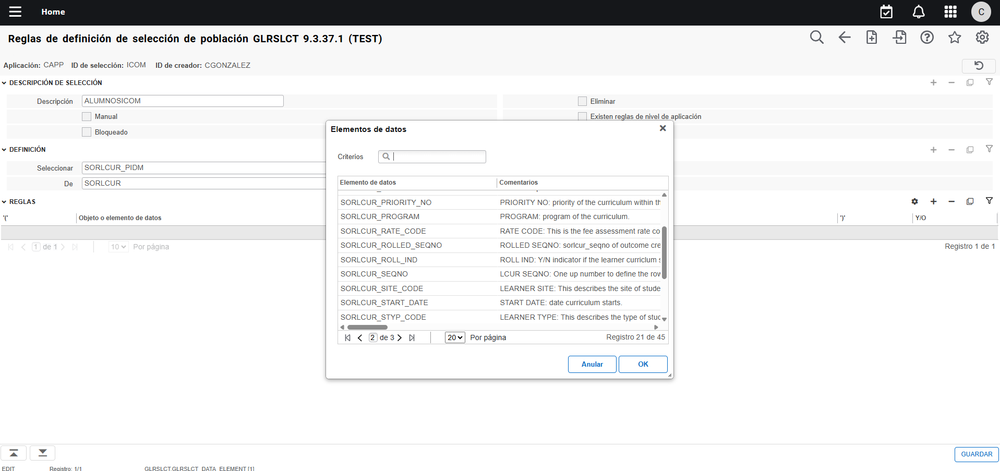 Home
C
Reglas de definición de selección de población GLRSLCT 9.3.37.1 (TEST)
Aplicación: CAPP ID de selección: ICOM ID de creador: CGONZALEZ
DESCRIPCIÓN DE SELECCIÓN
Descripción ALUMNOSICOM
Eliminar
Manual
Existen reglas de nivel de aplicación
Bloqueado
DEFINICIÓN
Seleccionar SORLCUR_PIDM
De SORLCUR
REGLAS
'(' Objeto o elemento de datos ')' Y/O
1 de 1 10 Por página Registro 1 de 1
Elementos de datos
Criterios
Elemento de datos Comentarios
SORLCUR_PRIORITY_NO PRIORITY NO: priority of the curriculum within th
SORLCUR_PROGRAM PROGRAM: program of the curriculum.
SORLCUR_RATE_CODE RATE CODE: This is the fee assessment rate co
SORLCUR_ROLLED_SEQNO ROLLED SEQNO: sorlcur_seqno of outcome cre
SORLCUR_ROLL_IND ROLL IND: Y/N indicator if the learner curriclum s
SORLCUR_SEQNO LCUR SEQNO: One up number to define the row
SORLCUR_SITE_CODE LEARNER SITE: This describes the site of stude
SORLCUR_START_DATE START DATE: date curriculum starts.
SORLCUR_STYP_CODE LEARNER TYPE: This describes the type of stud
2 de 3 20 Por página Registro 21 de 45
Anular OK
GUARDAR
EDIT Registro: 1/1 GLRSLCT.GLRSLCT_DATA_ELEMENT [1]